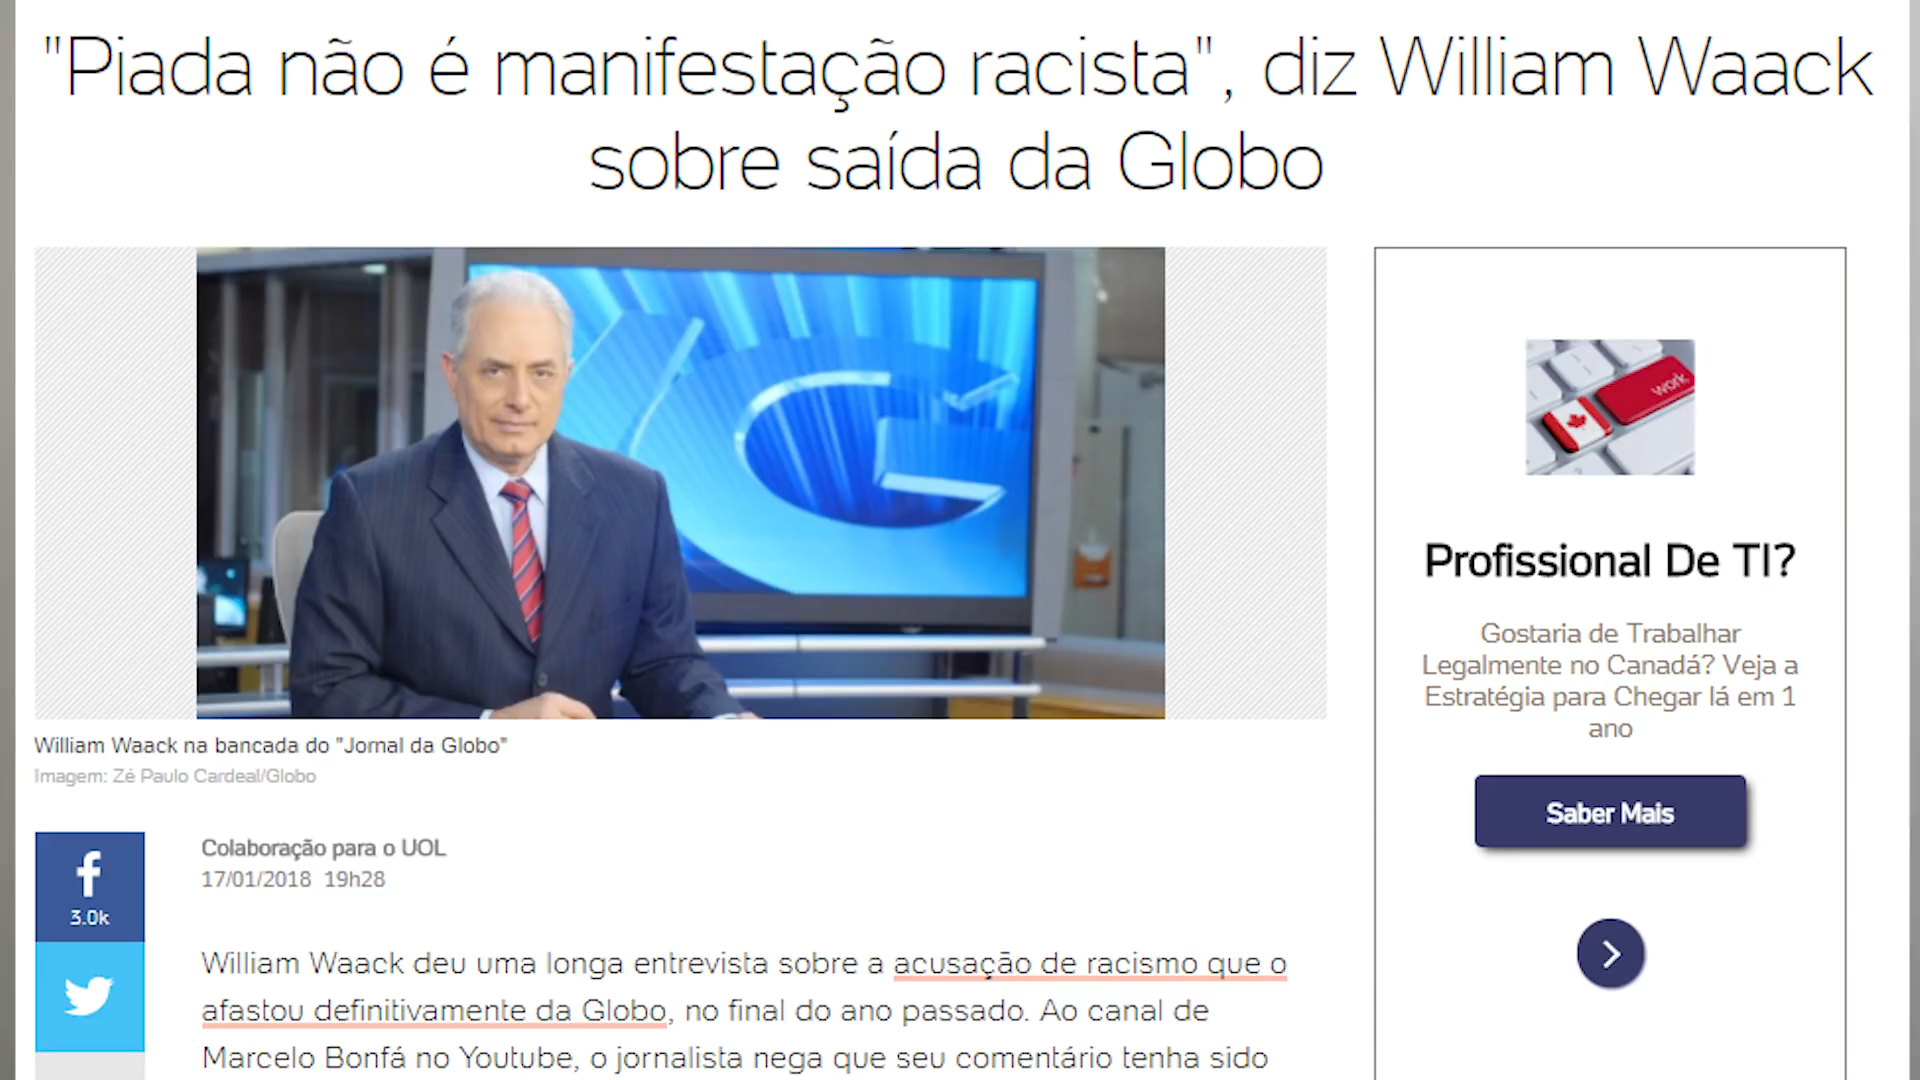 "Piada não é manifestação racista", diz William Waack
sobre saída da Globo
work
William Waack na bancada do "Jornal da Globo"
Imagem: Zé Paulo Cardeal/Globo
Profissional De TI?
Gostaria de Trabalhar
Legalmente no Canadá? Veja a
Estratégia para Chegar lá em 1
ano
Saber Mais
3.0k
Colaboração para o UOL
17/01/2018 19h28
William Waack deu uma longa entrevista sobre a acusação de racismo que o
afastou definitivamente da Globo, no final do ano passado. Ao canal de
Marcelo Bonfá no Youtube, o jornalista nega que seu comentário tenha sido